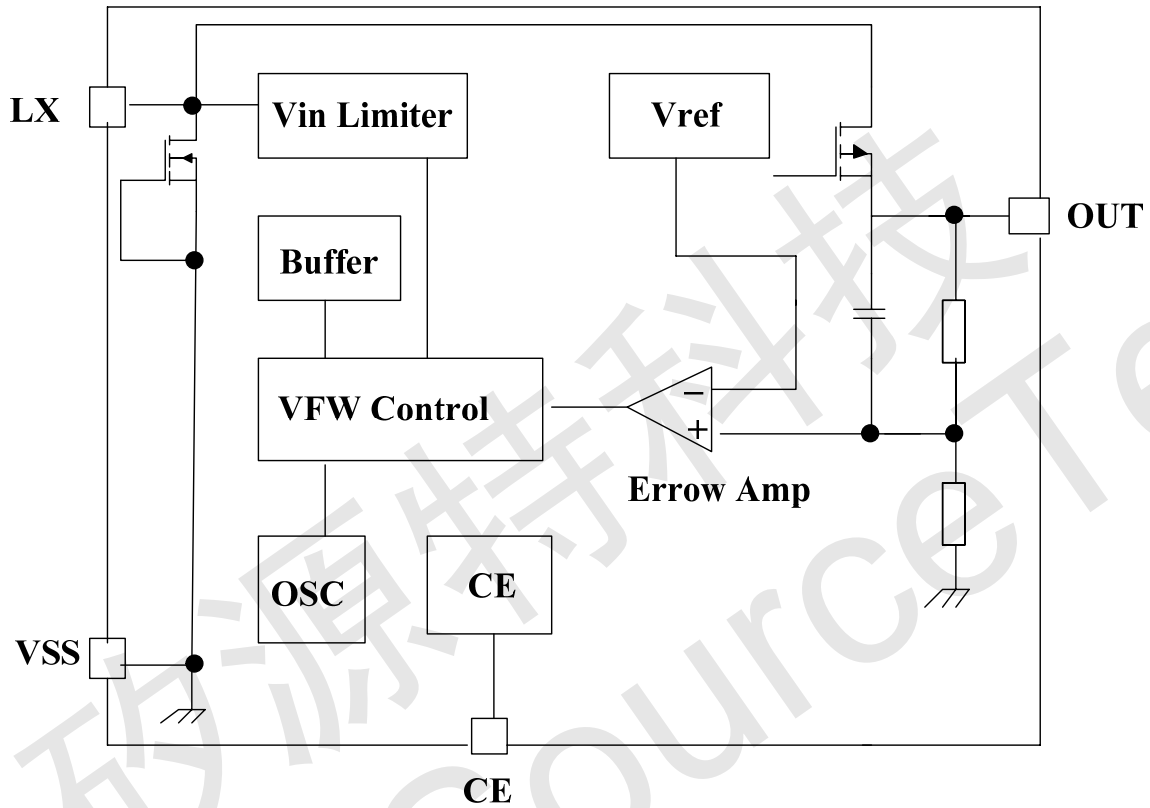 LX
Vin Limiter
Vref
OUT
Buffer
VFW Control
−
+
Errow Amp
OSC
CE
VSS
CE
矽源特科技
SourceTe